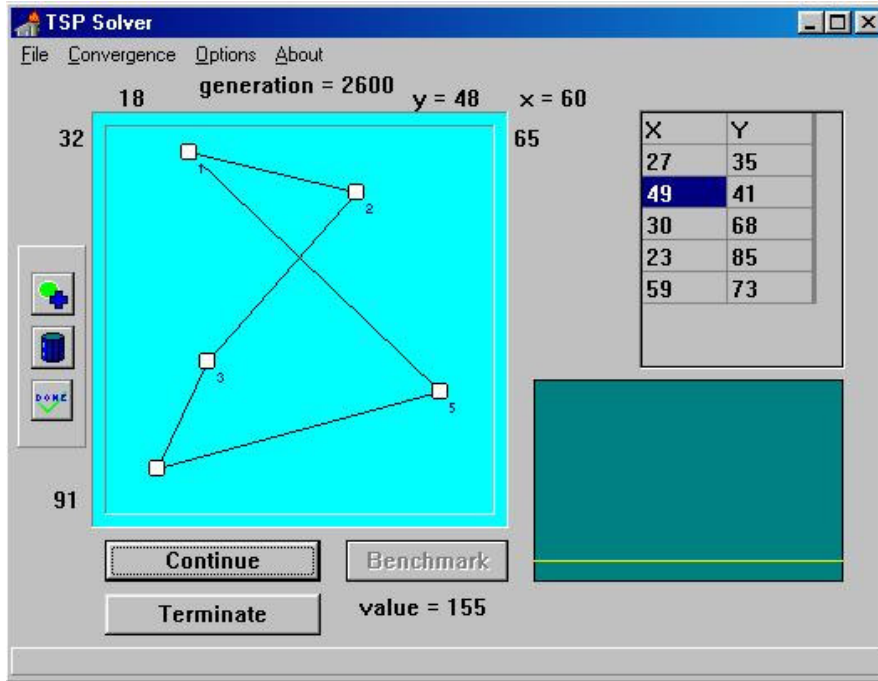 TSP Solver
File Convergence Options About
generation = 2600
18
y = 48 x = 60
32
65
1
2
3
5
91
X Y
27 35
49 41
30 68
23 85
59 73
DONE
Continue
Benchmark
Terminate
value = 155